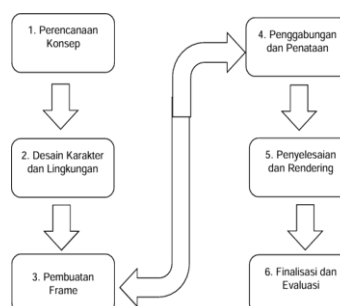 1. Perencanaan
Konsep
2. Desain Karakter
dan Lingkungan
3. Pembuatan
Frame
4. Penggabungan
dan Penataan
5. Penyelesaian
dan Rendering
6. Finalisasi dan
Evaluasi